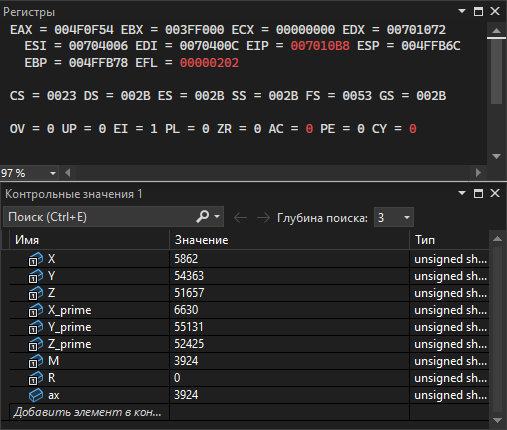 Регистры
EAX = 004F0F54 EBX = 003FF000 ECX = 00000000 EDX = 00701072
ESI = 00704006 EDI = 0070400C EIP = 007010B8 ESP = 004FFB6C
EBP = 004FFB78 EFL = 00000202
CS = 0023 DS = 002B ES = 002B SS = 002B FS = 0053 GS = 002B
OV = 0 UP = 0 EI = 1 PL = 0 ZR = 0 AC = 0 PE = 0 CY = 0
97 %
Контрольные значения 1
Поиск (Ctrl+E) Глубина поиска: 3
Имя Значение Тип
X 5862 unsigned sh...
Y 54363 unsigned sh...
Z 51657 unsigned sh...
X_prime 6630 unsigned sh...
Y_prime 55131 unsigned sh...
Z_prime 52425 unsigned sh...
M 3924 unsigned sh...
R 0 unsigned sh...
ax 3924 unsigned sh...
Добавить элемент в кон...